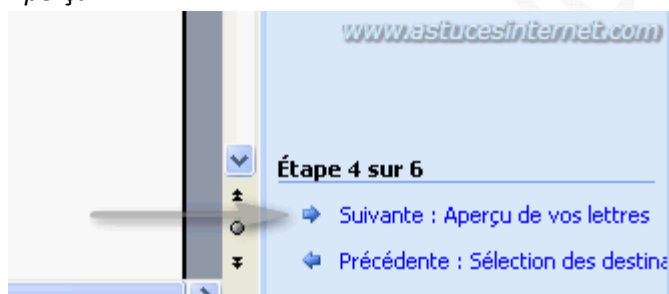 www.astucesinternet.com
Étape 4 sur 6
Suivante : Aperçu de vos lettres
Précédente : Sélection des destina